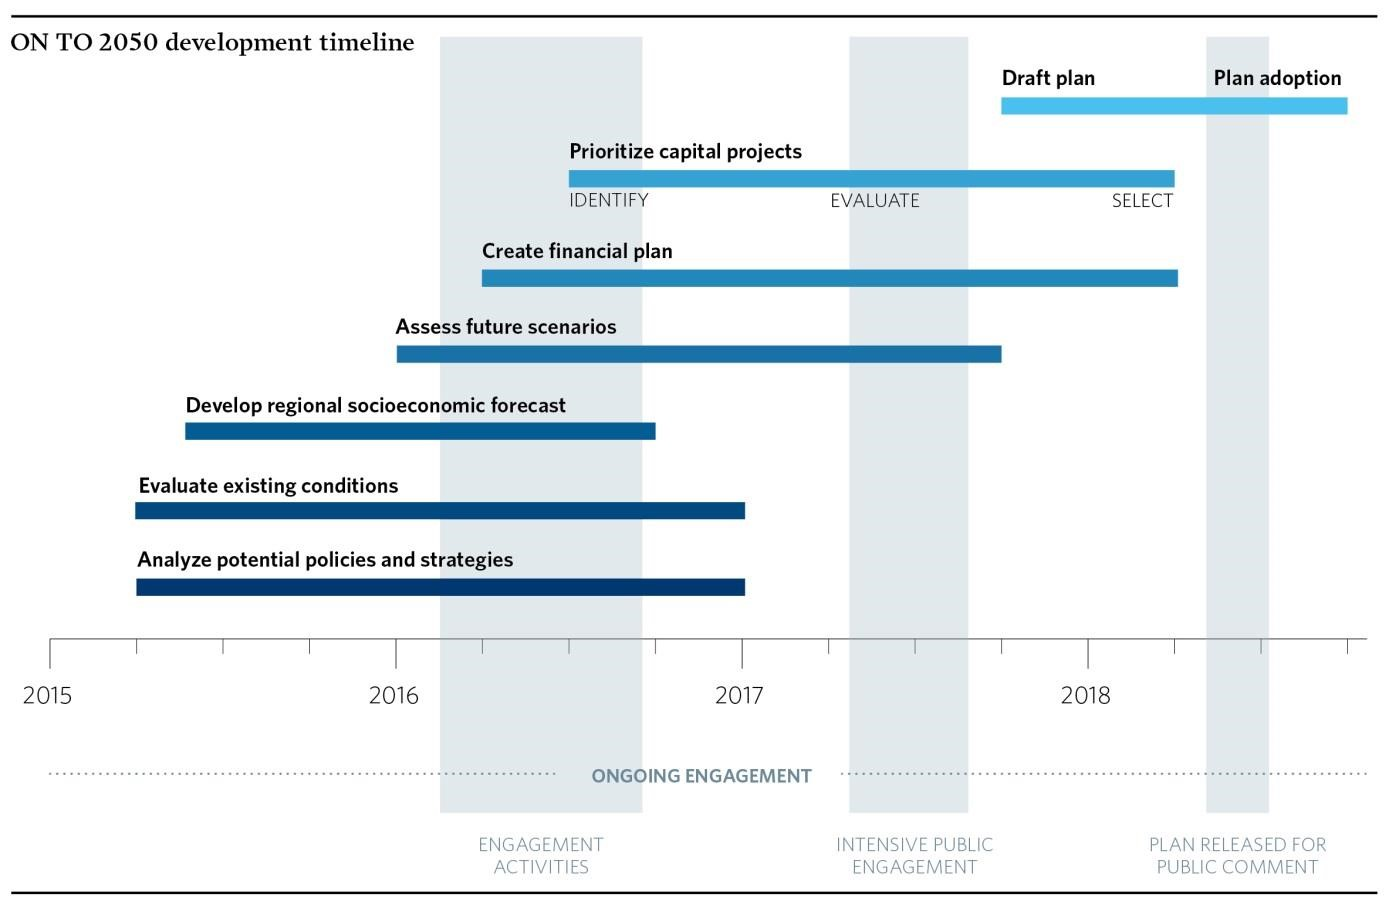 ON TO 2050 development timeline
Draft plan
Plan adoption
Prioritize capital projects
IDENTIFY
EVALUATE
SELECT
Create financial plan
Assess future scenarios
Develop regional socioeconomic forecast
Evaluate existing conditions
Analyze potential policies and strategies
2015
2016
2017
2018
ONGOING ENGAGEMENT
ENGAGEMENT
ACTIVITIES
INTENSIVE PUBLIC
ENGAGEMENT
PLAN RELEASED FOR
PUBLIC COMMENT